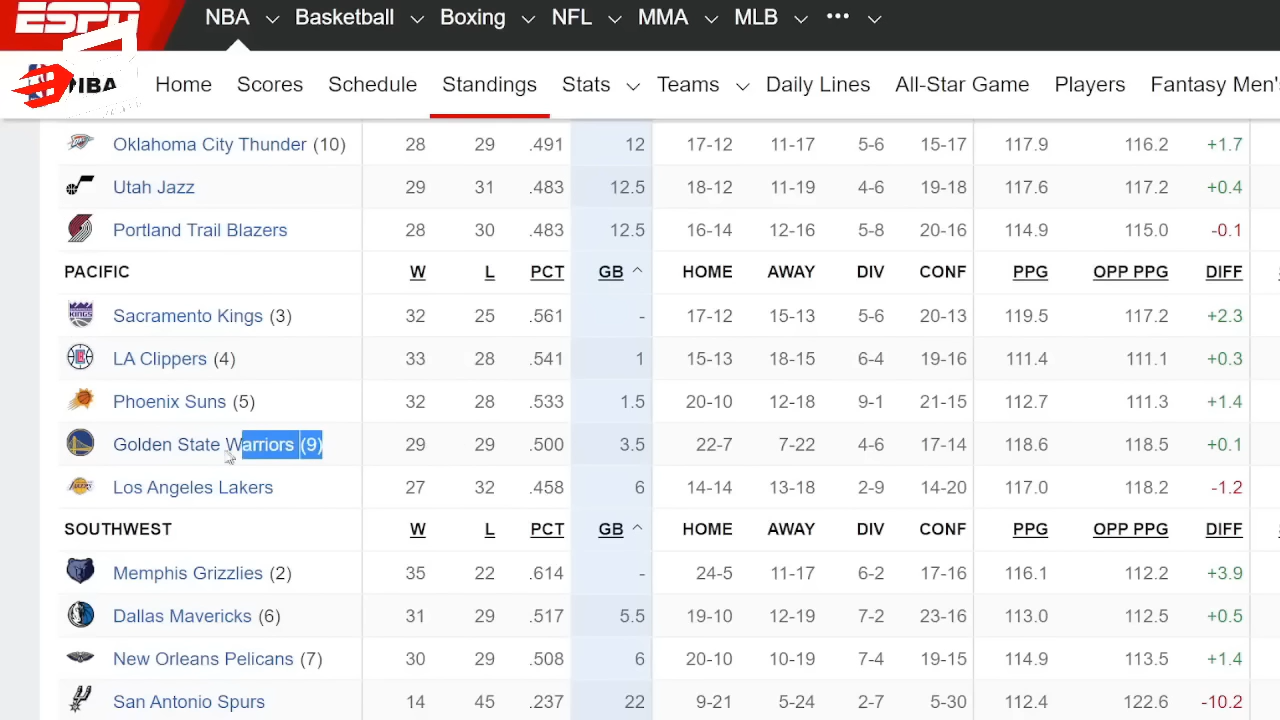 ESPN NBA Basketball Boxing NFL MMA MLB •••
NBA Home Scores Schedule Standings Stats Teams Daily Lines All-Star Game Players Fantasy Men's
Oklahoma City Thunder (10) 28 29 .491 12 17-12 11-17 5-6 15-17 117.9 116.2 +1.7
Utah Jazz 29 31 .483 12.5 18-12 11-19 4-6 19-18 117.6 117.2 +0.4
Portland Trail Blazers 28 30 .483 12.5 16-14 12-16 5-8 20-16 114.9 115.0 -0.1
PACIFIC W L PCT GB HOME AWAY DIV CONF PPG OPP PPG DIFF
Sacramento Kings (3) 32 25 .561 - 17-12 15-13 5-6 20-13 119.5 117.2 +2.3
LA Clippers (4) 33 28 .541 1 15-13 18-15 6-4 19-16 111.4 111.1 +0.3
Phoenix Suns (5) 32 28 .533 1.5 20-10 12-18 9-1 21-15 112.7 111.3 +1.4
Golden State Warriors (9) 29 29 .500 3.5 22-7 7-22 4-6 17-14 118.6 118.5 +0.1
Los Angeles Lakers 27 32 .458 6 14-14 13-18 2-9 14-20 117.0 118.2 -1.2
SOUTHWEST W L PCT GB HOME AWAY DIV CONF PPG OPP PPG DIFF
Memphis Grizzlies (2) 35 22 .614 - 24-5 11-17 6-2 17-16 116.1 112.2 +3.9
Dallas Mavericks (6) 31 29 .517 5.5 19-10 12-19 7-2 23-16 113.0 112.5 +0.5
New Orleans Pelicans (7) 30 29 .508 6 20-10 10-19 7-4 19-15 114.9 113.5 +1.4
San Antonio Spurs 14 45 .237 22 9-21 5-24 2-7 5-30 112.4 122.6 -10.2